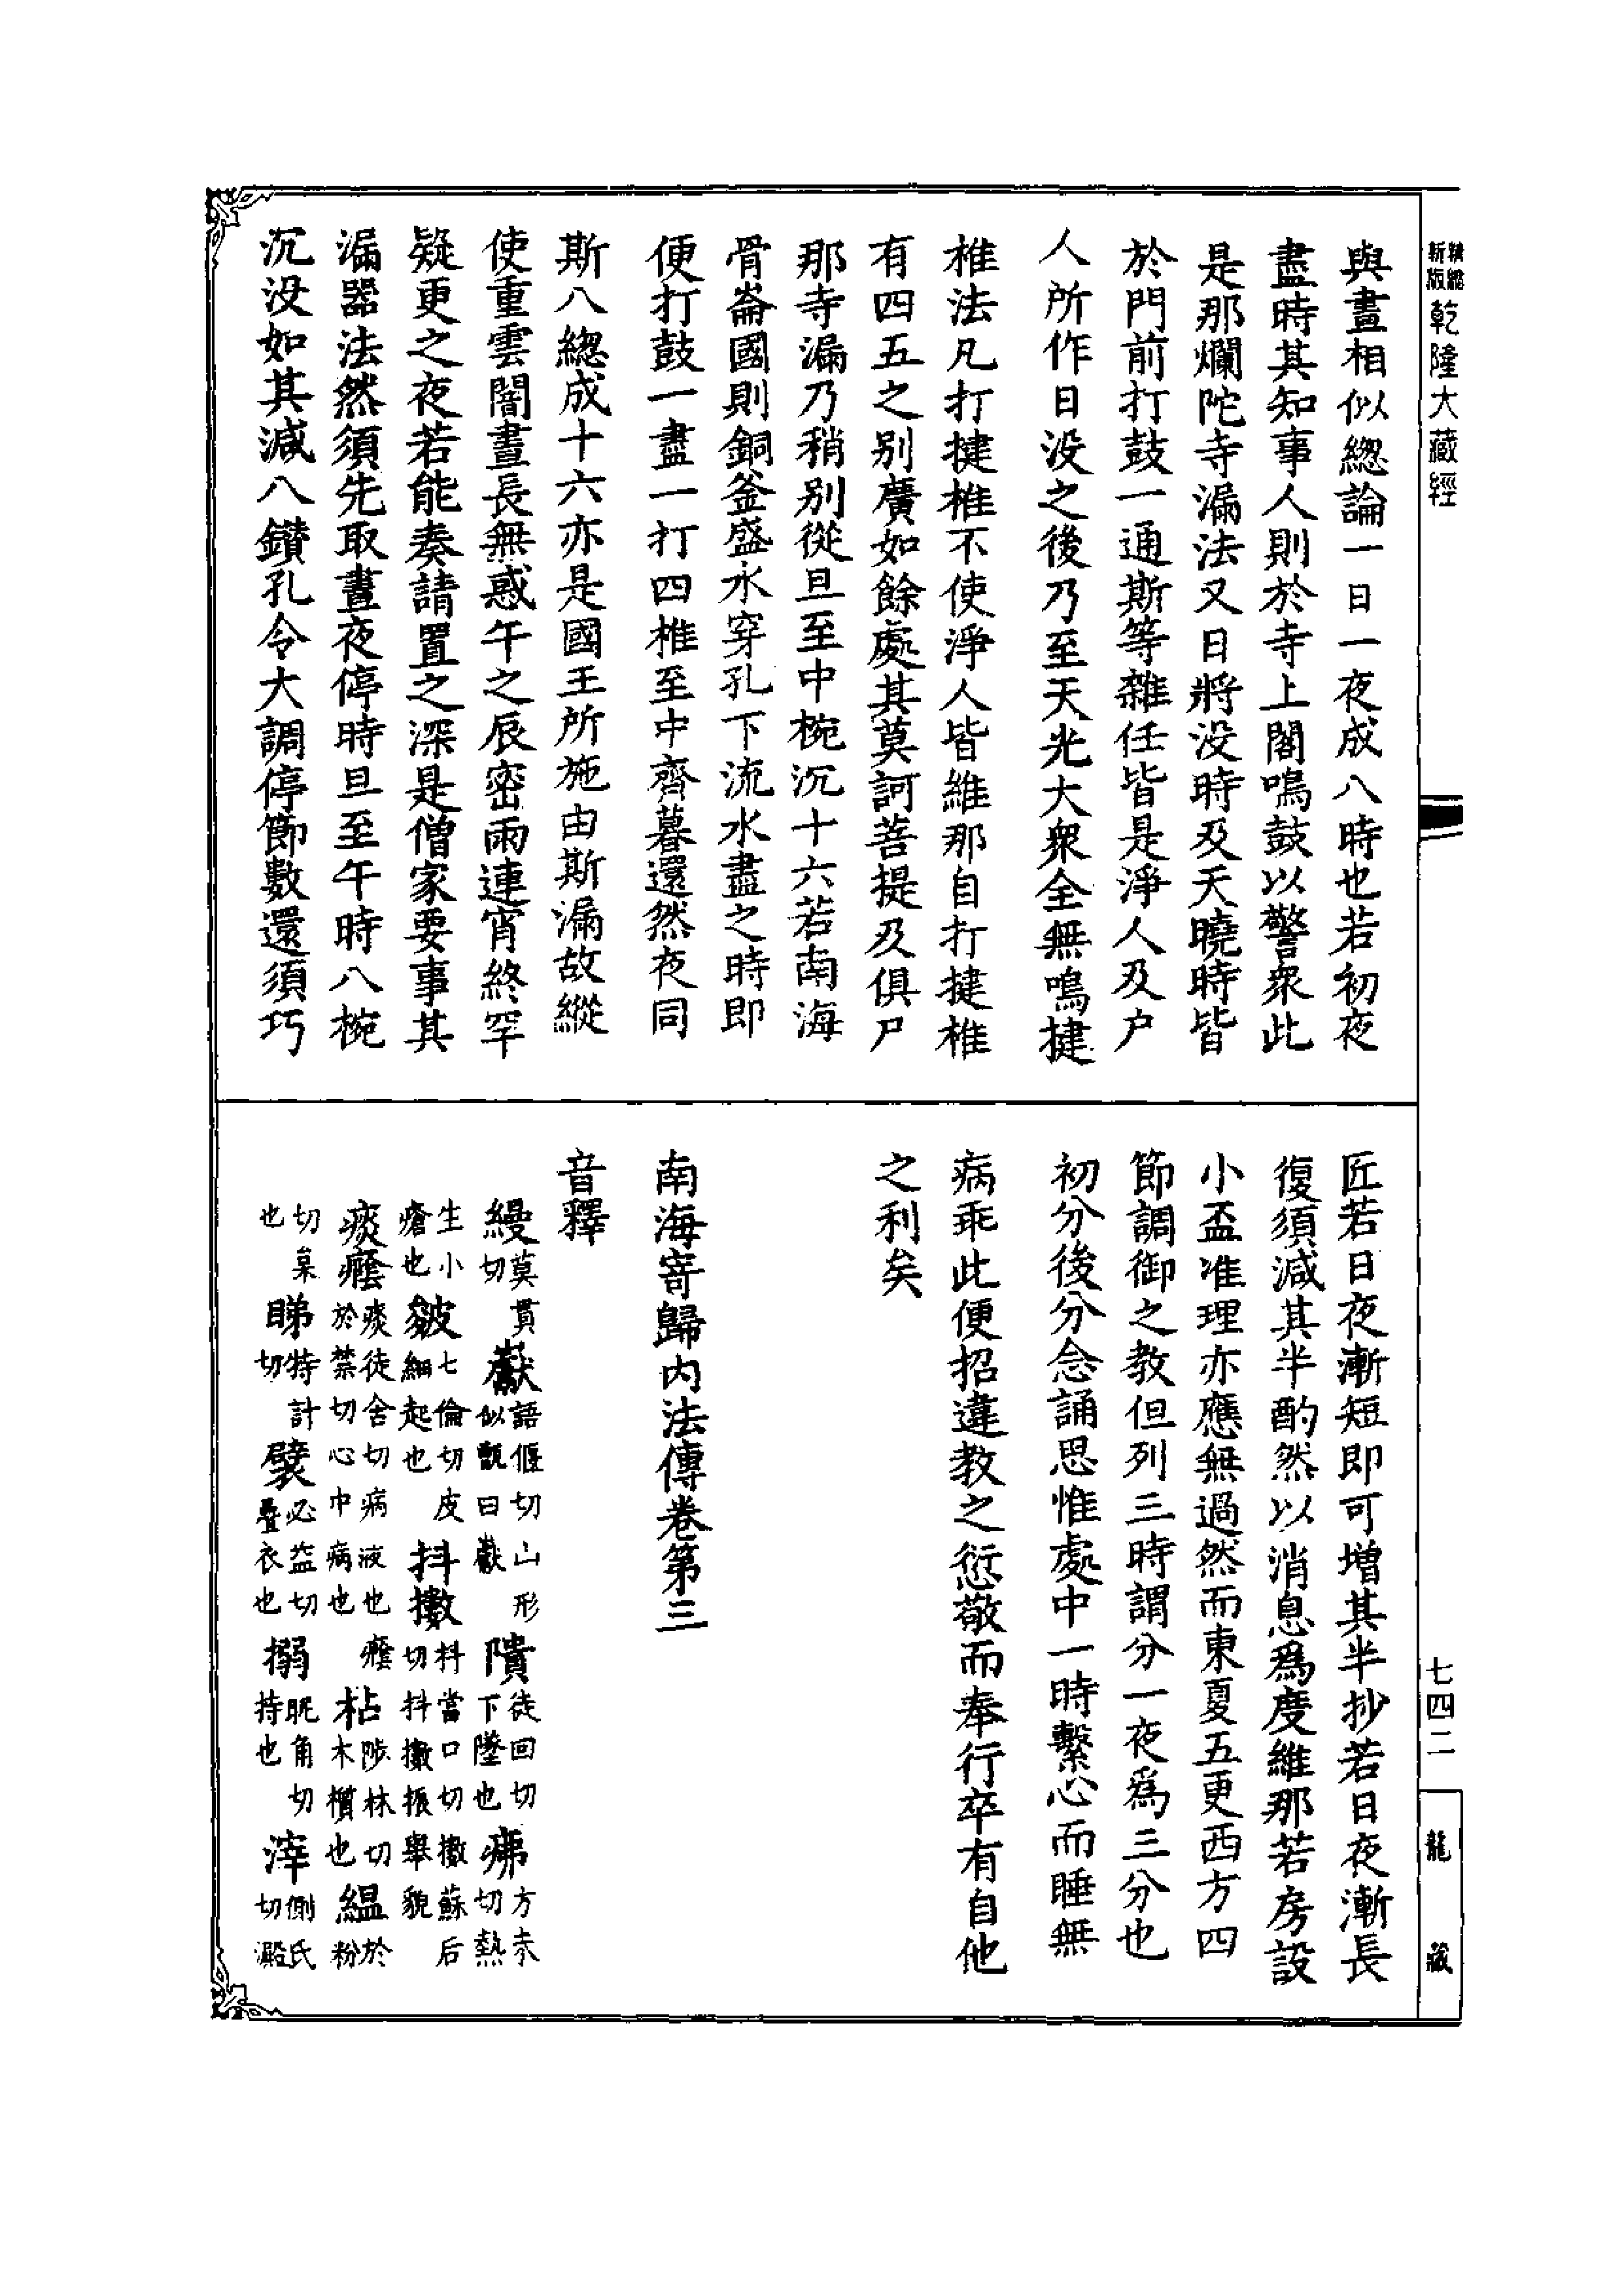 精縮
新版
乾隆大藏經
七四二
龍藏
與晝相似總論一日一夜成八時也若初夜
盡時其知事人則於寺上閣鳴鼓以警衆此
是那爛陀寺漏法又日將没時及天曉時皆
於門前打鼓一通斯等雜任皆是淨人及户
人所作日没之後乃至天光大衆全無鳴揵
椎法凡打揵椎不使淨人皆維那自打揵椎
有四五之别廣如餘處其莫訶菩提及俱尸
那寺漏乃稍别從旦至中椀沉十六若南海
骨崙國則銅釜盛水穿孔下流水盡之時即
便打鼓一盡一打四椎至中齊暮還然夜同
斯八總成十六亦是國王所施由斯漏故縱
使重雲闇晝長無惑午之辰密雨連宵終罕
疑更之夜若能奏請置之深是僧家要事其
漏器法然須先取晝夜停時旦至午時八椀
沉没如其減八鑽孔令大調停節數還須巧
匠若日夜漸短即可增其半抄若日夜漸長
復須減其半酌然以消息爲度維那若房設
小盃准理亦應無過然而東夏五更西方四
節調御之教但列三時謂分一夜爲三分也
初分後分念誦思惟處中一時繫心而睡無
病乖此便招違教之愆敬而奉行卒有自他
之利矣
南海寄歸内法傳卷第三
音釋
縵莫貫切 巘語偃切山形似甑曰巘 隤徒回切下墜也 疿方未切熱
生小瘡也 皴七倫切皮細起也 抖擻抖當口切擻蘇后切抖擻振舉貌
痰癊痰徒含切病液也癊於禁切心中病也 枮陟林切木櫍也 緼於粉
切枲也 睇特計切 襞必益切疊衣也 搦昵角切持也 滓側氏切澱